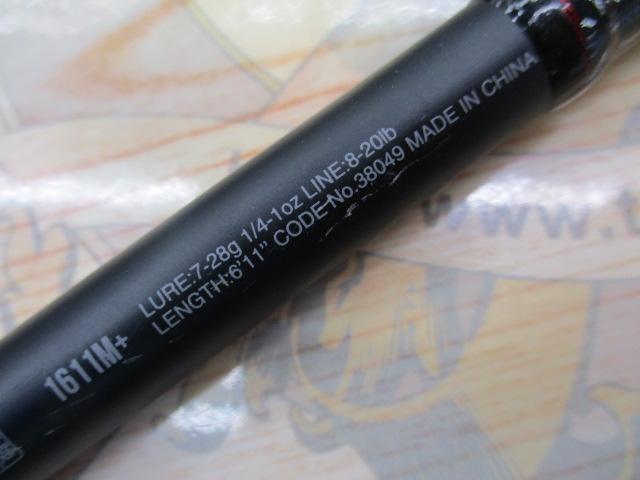 1611M+
LURE:7-28g 1/4-1oz LINE:8-20lb
LENGTH:6'11" CODE-No.38049 MADE IN CHINA
www.t